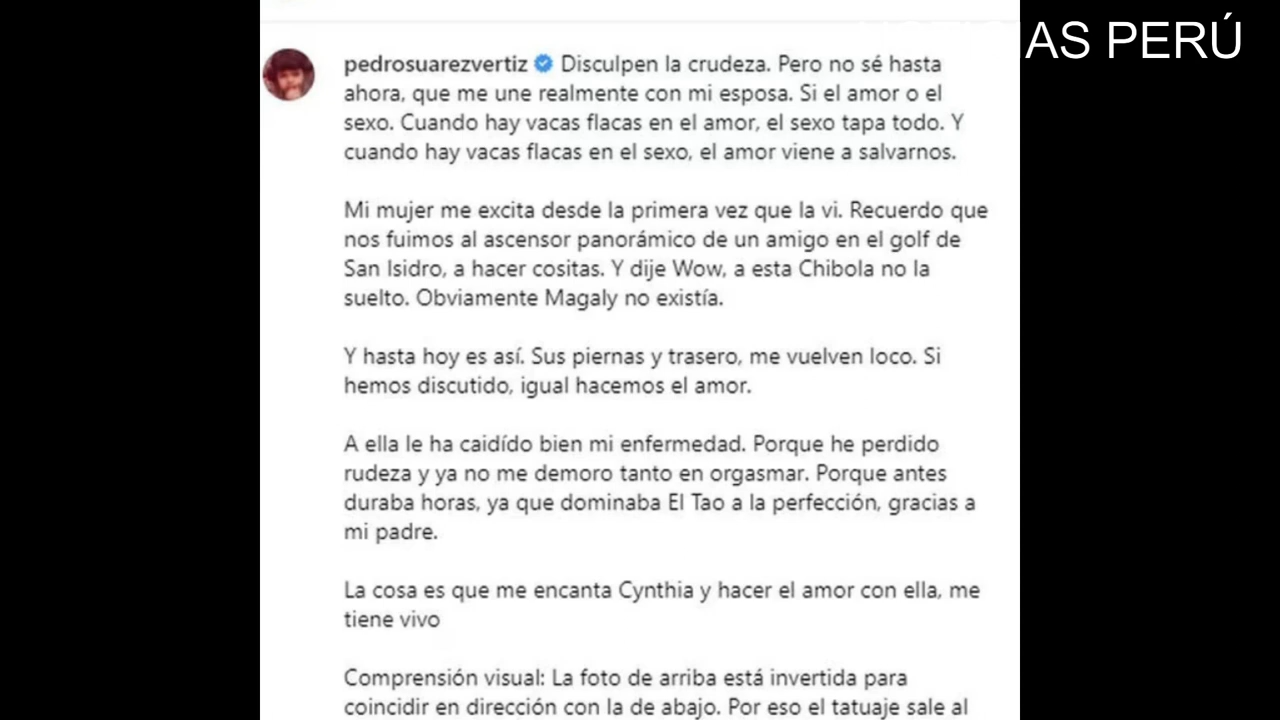 AS PERÚ
pedrosuarezvertiz Disculpen la crudeza. Pero no sé hasta
ahora, que me une realmente con mi esposa. Si el amor o el
sexo. Cuando hay vacas flacas en el amor, el sexo tapa todo. Y
cuando hay vacas flacas en el sexo, el amor viene a salvarnos.
Mi mujer me excita desde la primera vez que la vi. Recuerdo que
nos fuimos al ascensor panorámico de un amigo en el golf de
San Isidro, a hacer cositas. Y dije Wow, a esta Chibola no la
suelto. Obviamente Magaly no existía.
Y hasta hoy es así. Sus piernas y trasero, me vuelven loco. Si
hemos discutido, igual hacemos el amor.
A ella le ha caidído bien mi enfermedad. Porque he perdido
rudeza y ya no me demoro tanto en orgasmar. Porque antes
duraba horas, ya que dominaba El Tao a la perfección, gracias a
mi padre.
La cosa es que me encanta Cynthia y hacer el amor con ella, me
tiene vivo
Comprensión visual: La foto de arriba está invertida para
coincidir en dirección con la de abajo. Por eso el tatuaje sale al